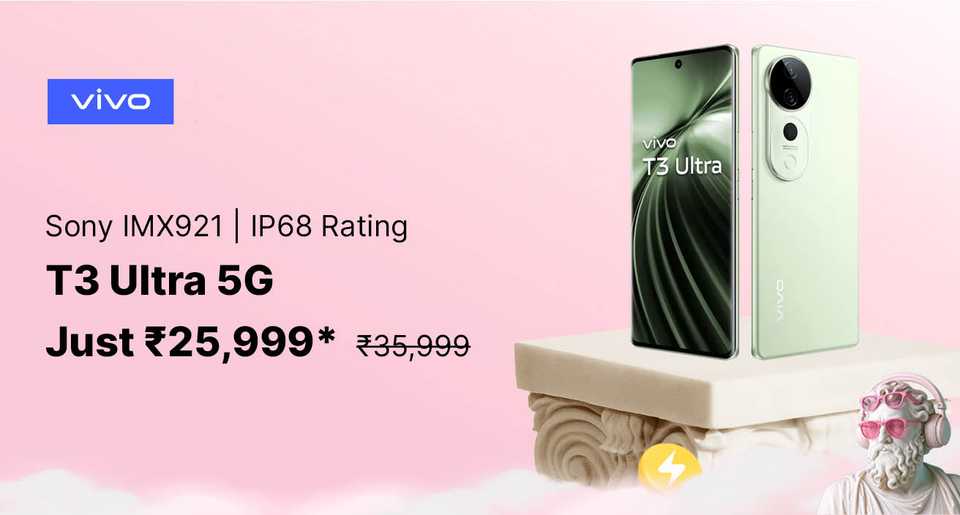 vivo
Sony IMX921 | IP68 Rating
T3 Ultra 5G
Just ₹25,999* ₹35,999
vivo
T3 Ultra
vivo